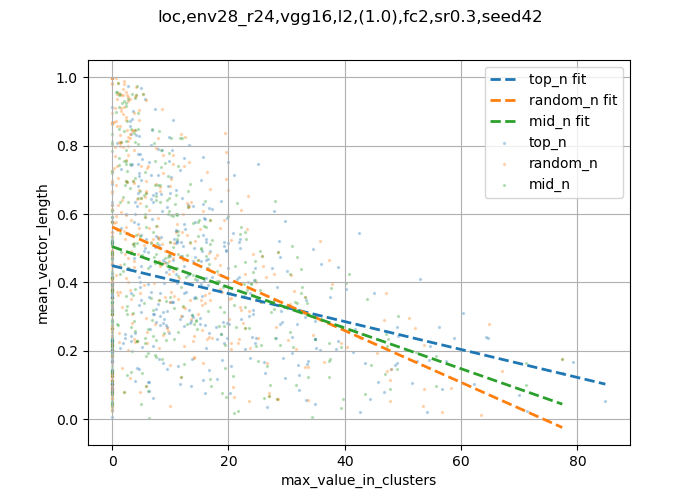 loc,env28_r24,vgg16,l2,(1.0),fc2,sr0.3,seed42
1.0
0.8
0.6
0.4
0.2
0.0
mean_vector_length
top_n fit
random_n fit
mid_n fit
top_n
random_n
mid_n
0 20 40 60 80
max_value_in_clusters